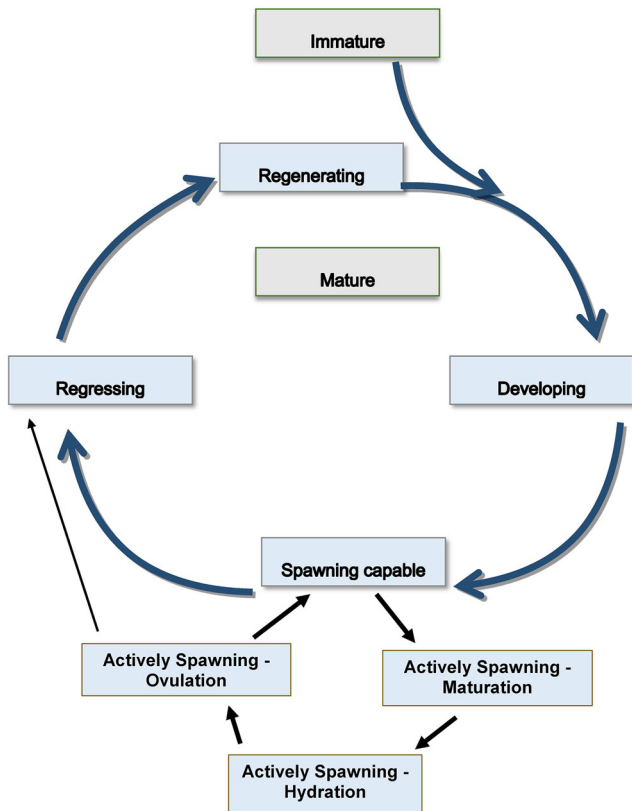 Immature
Regenerating
Mature
Regressing
Developing
Spawning capable
Actively Spawning -
Ovulation
Actively Spawning -
Maturation
Actively Spawning -
Hydration